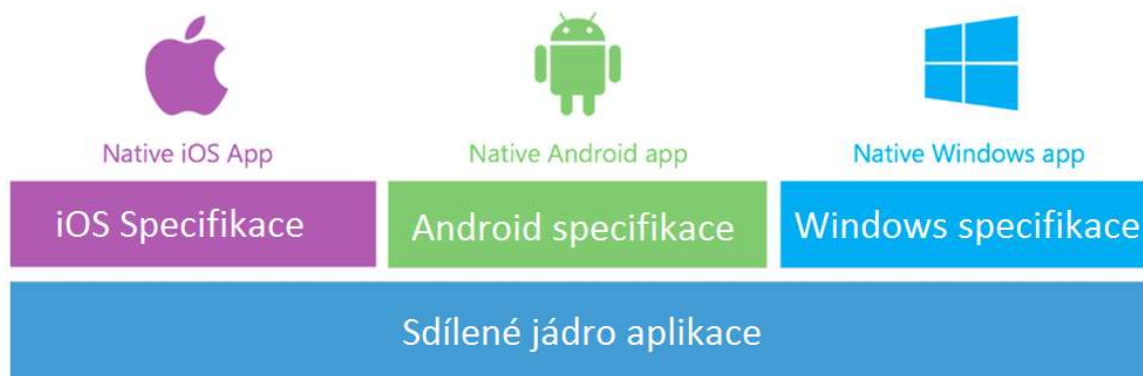 Native iOS App
Native Android app
Native Windows app
iOS Specifikace
Android specifikace
Windows specifikace
Sdílené jádro aplikace